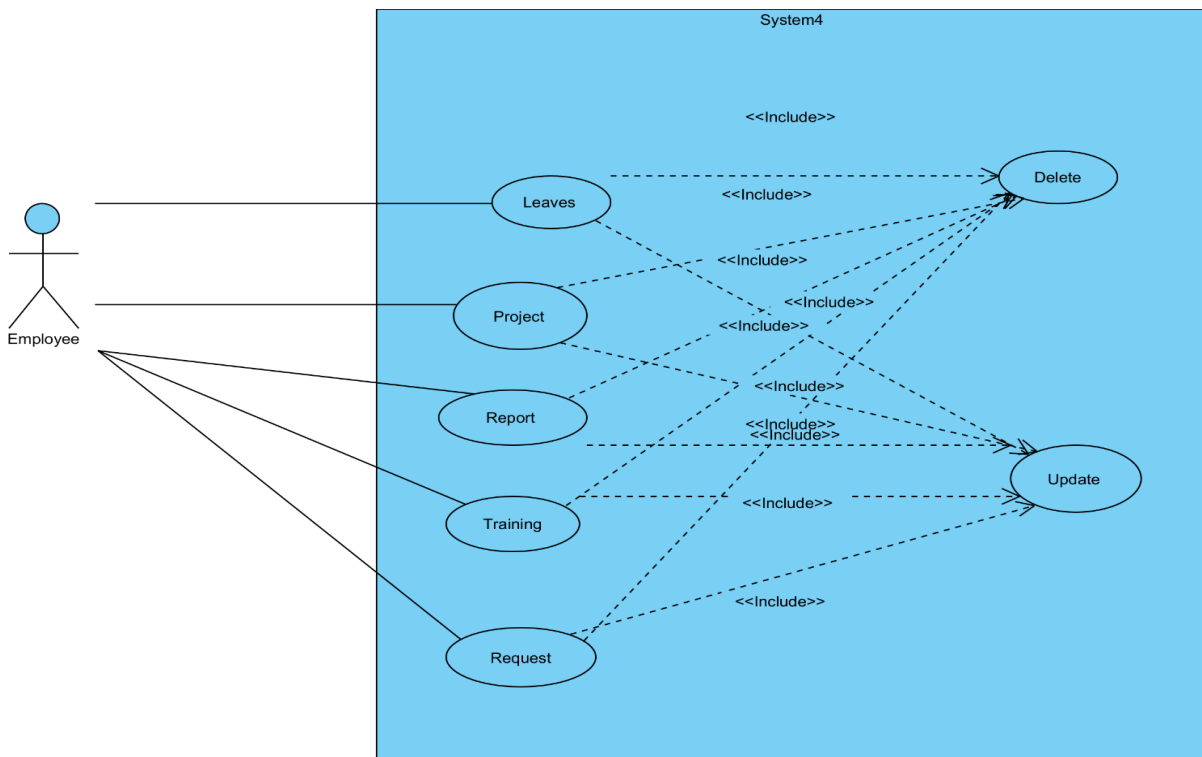 System4
<<Include>>
Delete
<<Include>>
Leaves
<<Include>>
<<Include>>
Project
<<Include>>
Employee
<<Include>>
Report
<<Include>>
<<Include>>
Update
<<Include>>
Training
<<Include>>
Request